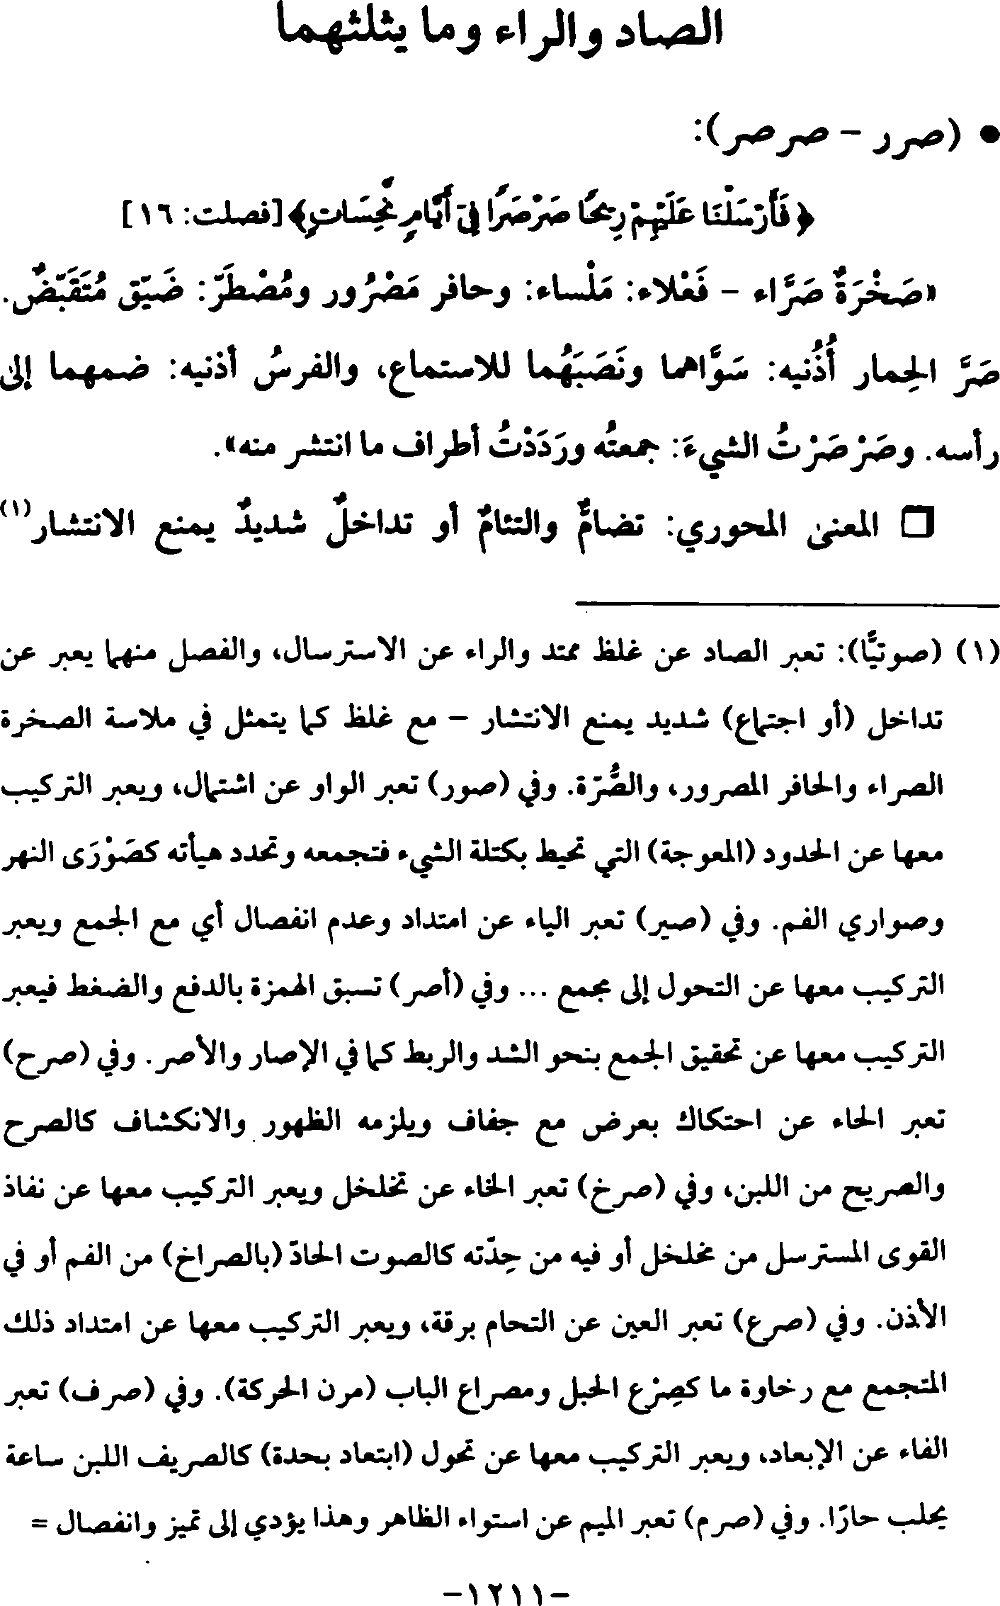 الصاد والراء وما يثلثهما
• (صرر – صرصر):
﴿فَأَرْسَلْنَا عَلَيْهِمْ رِيحًا صَرْصَرًا فِي أَيَّامٍ نَحِسَاتٍ﴾ [فصلت: ١٦]
«صَخْرَةٌ صَرَّاء – فَعْلاء: مَلْساء: وحافر مَصْرُور ومُصْطَرّ: ضَيّق مُتَقَبّضٌ.
صَرَّ الحِمار أُذُنيه: سَوَّاهما ونَصَبَهُما للاستماع، والفرسُ أذنيه: ضمهما إلى
رأسه. وصَرْصَرْتُ الشيءَ: جمعتُه ورَدَدْتُ أطراف ما انتشر منه».
□ المعنى المحوري: تضامٌّ والتئامٌ أو تداخلٌ شديدٌ يمنع الانتشار(١)
(١) (صوتيًّا): تعبر الصاد عن غلظ ممتد والراء عن الاسترسال، والفصل منهما يعبر عن
تداخل (أو اجتماع) شديد يمنع الانتشار – مع غلظ كما يتمثل في ملاسة الصخرة
الصراء والحافر المصرور، والصُّرّة. وفي (صور) تعبر الواو عن اشتمال، ويعبر التركيب
معها عن الحدود (المعوجة) التي تحيط بكتلة الشيء فتجمعه وتحدد هيأته كصَوْرَى النهر
وصواري الفم. وفي (صير) تعبر الياء عن امتداد وعدم انفصال أي مع الجمع ويعبر
التركيب معها عن التحول إلى مجمع ... وفي (أصر) تسبق الهمزة بالدفع والضغط فيعبر
التركيب معها عن تحقيق الجمع بنحو الشد والربط كما في الإصار والأصر. وفي (صرح)
تعبر الحاء عن احتكاك بعرض مع جفاف ويلزمه الظهور والانكشاف كالصرح
والصريح من اللبن، وفي (صرخ) تعبر الخاء عن تخلخل ويعبر التركيب معها عن نفاذ
القوى المسترسل من مخلخل أو فيه من حِدّته كالصوت الحادّ (بالصراخ) من الفم أو في
الأذن. وفي (صرع) تعبر العين عن التحام برقة، ويعبر التركيب معها عن امتداد ذلك
المتجمع مع رخاوة ما كصِرْع الحبل ومصراع الباب (مرن الحركة). وفي (صرف) تعبر
الفاء عن الإبعاد، ويعبر التركيب معها عن تحول (ابتعاد بحدة) كالصريف اللبن ساعة
يحلب حارًا. وفي (صرم) تعبر الميم عن استواء الظاهر وهذا يؤدي إلى تميز وانفصال =
-١٢١١-